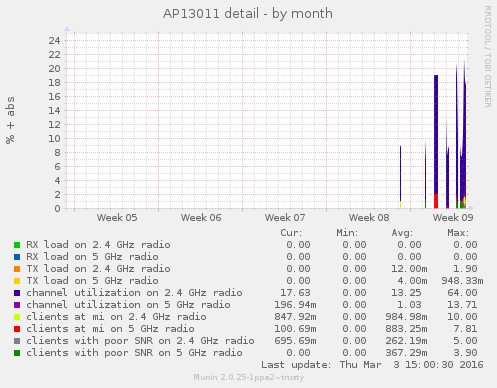 AP13011 detail - by month
RRDTOOL / TOBI OETIKER
% + abs
24
22
20
18
16
14
12
10
8
6
4
2
0
Week 05 Week 06 Week 07 Week 08 Week 09
Cur: Min: Avg: Max:
RX load on 2.4 GHz radio 0.00 0.00 0.00 0.00
RX load on 5 GHz radio 0.00 0.00 0.00 0.00
TX load on 2.4 GHz radio 0.00 0.00 12.00m 1.90
TX load on 5 GHz radio 0.00 0.00 4.00m 948.33m
channel utilization on 2.4 GHz radio 17.63 0.00 13.25 64.00
channel utilization on 5 GHz radio 196.94m 0.00 1.03 13.71
clients at mi on 2.4 GHz radio 847.92m 0.00 984.98m 10.00
clients at mi on 5 GHz radio 100.69m 0.00 883.25m 7.81
clients with poor SNR on 2.4 GHz radio 695.69m 0.00 262.19m 5.00
clients with poor SNR on 5 GHz radio 0.00 0.00 367.29m 3.90
Last update: Thu Mar 3 15:00:30 2016
Munin 2.0.25-1ppa2~trusty